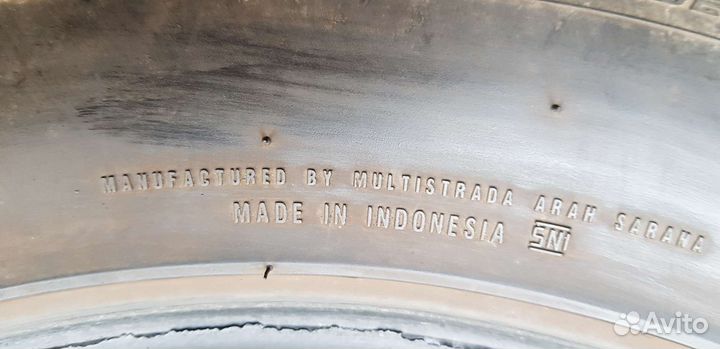 MANUFACTURED BY MULTISTRADA ARAH SARANA
MADE IN INDONESIA SNI
Avito